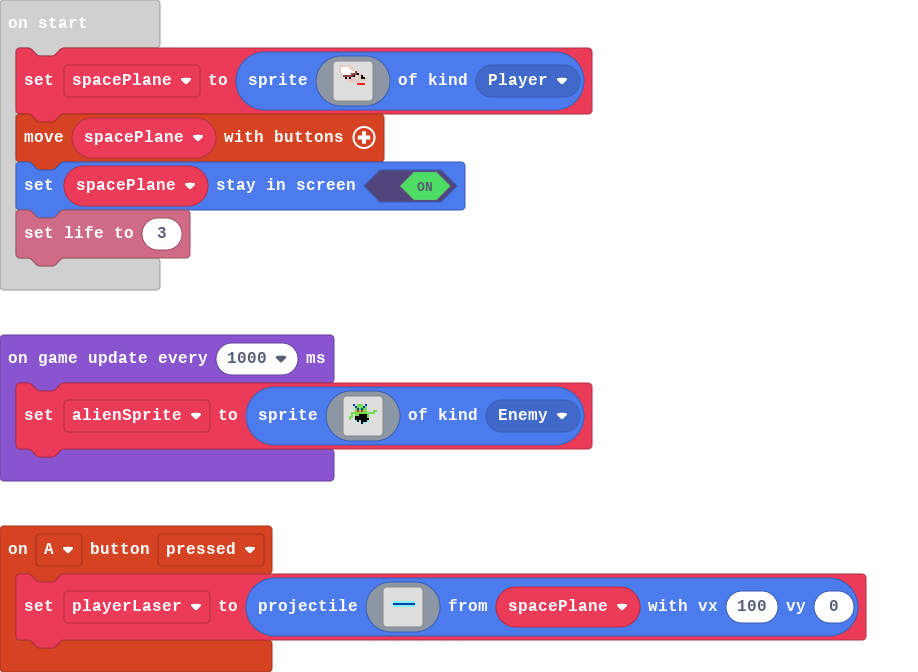 on start
set spacePlane to sprite of kind Player
move spacePlane with buttons
set spacePlane stay in screen ON
set life to 3
on game update every 1000 ms
set alienSprite to sprite of kind Enemy
on A button pressed
set playerLaser to projectile from spacePlane with vx 100 vy 0